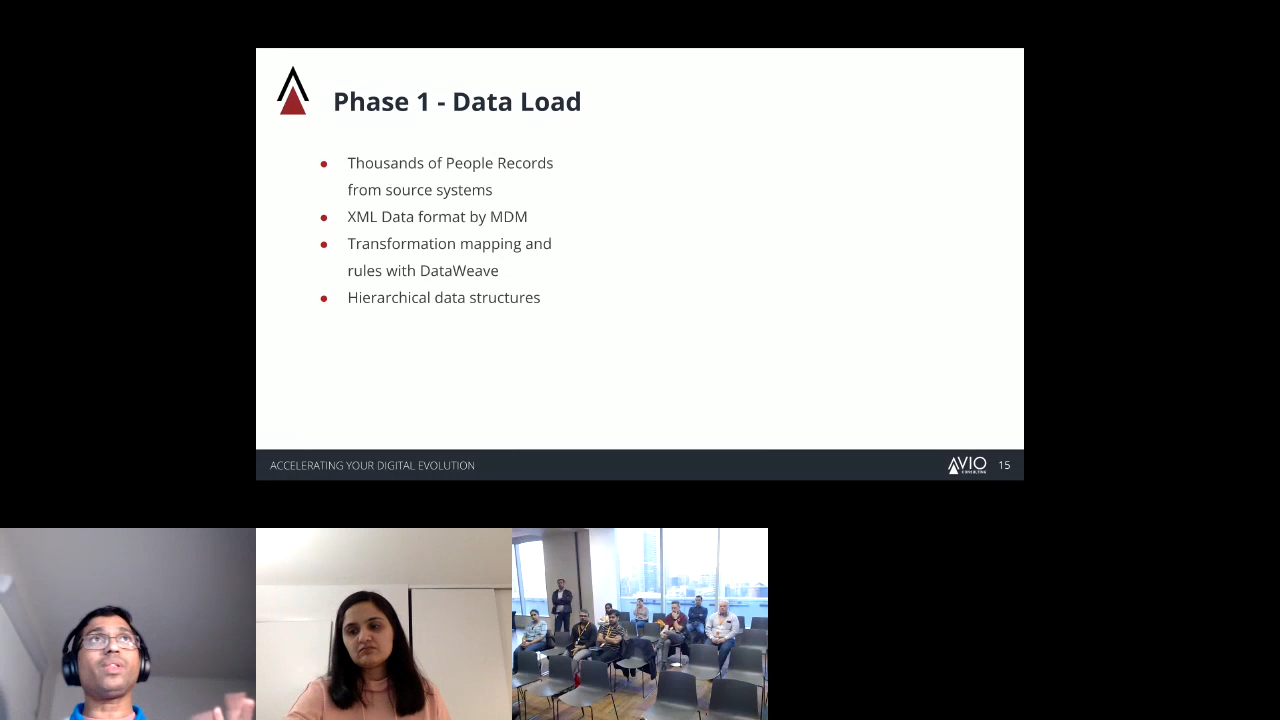 Phase 1 - Data Load
● Thousands of People Records
from source systems
● XML Data format by MDM
● Transformation mapping and
rules with DataWeave
● Hierarchical data structures
ACCELERATING YOUR DIGITAL EVOLUTION
AVIO
CONSULTING
15